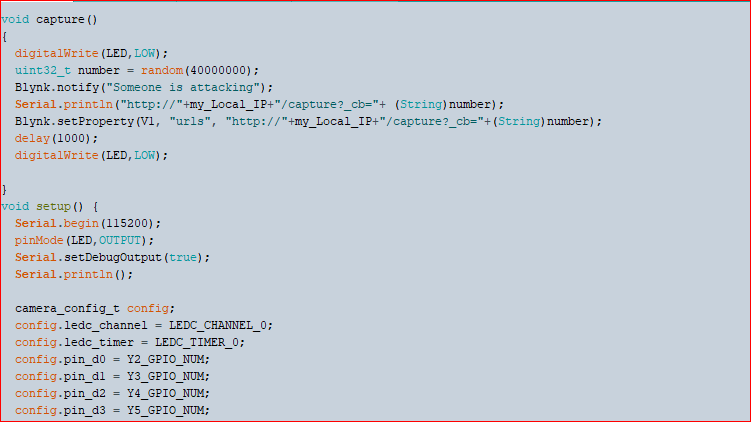 void capture()
{
  digitalWrite(LED,LOW);
  uint32_t number = random(40000000);
  Blynk.notify("Someone is attacking");
  Serial.println("http://"+my_Local_IP+"/capture?_cb="+ (String)number);
  Blynk.setProperty(V1, "urls", "http://"+my_Local_IP+"/capture?_cb="+(String)number);
  delay(1000);
  digitalWrite(LED,LOW);

}
void setup() {
  Serial.begin(115200);
  pinMode(LED,OUTPUT);
  Serial.setDebugOutput(true);
  Serial.println();

  camera_config_t config;
  config.ledc_channel = LEDC_CHANNEL_0;
  config.ledc_timer = LEDC_TIMER_0;
  config.pin_d0 = Y2_GPIO_NUM;
  config.pin_d1 = Y3_GPIO_NUM;
  config.pin_d2 = Y4_GPIO_NUM;
  config.pin_d3 = Y5_GPIO_NUM;